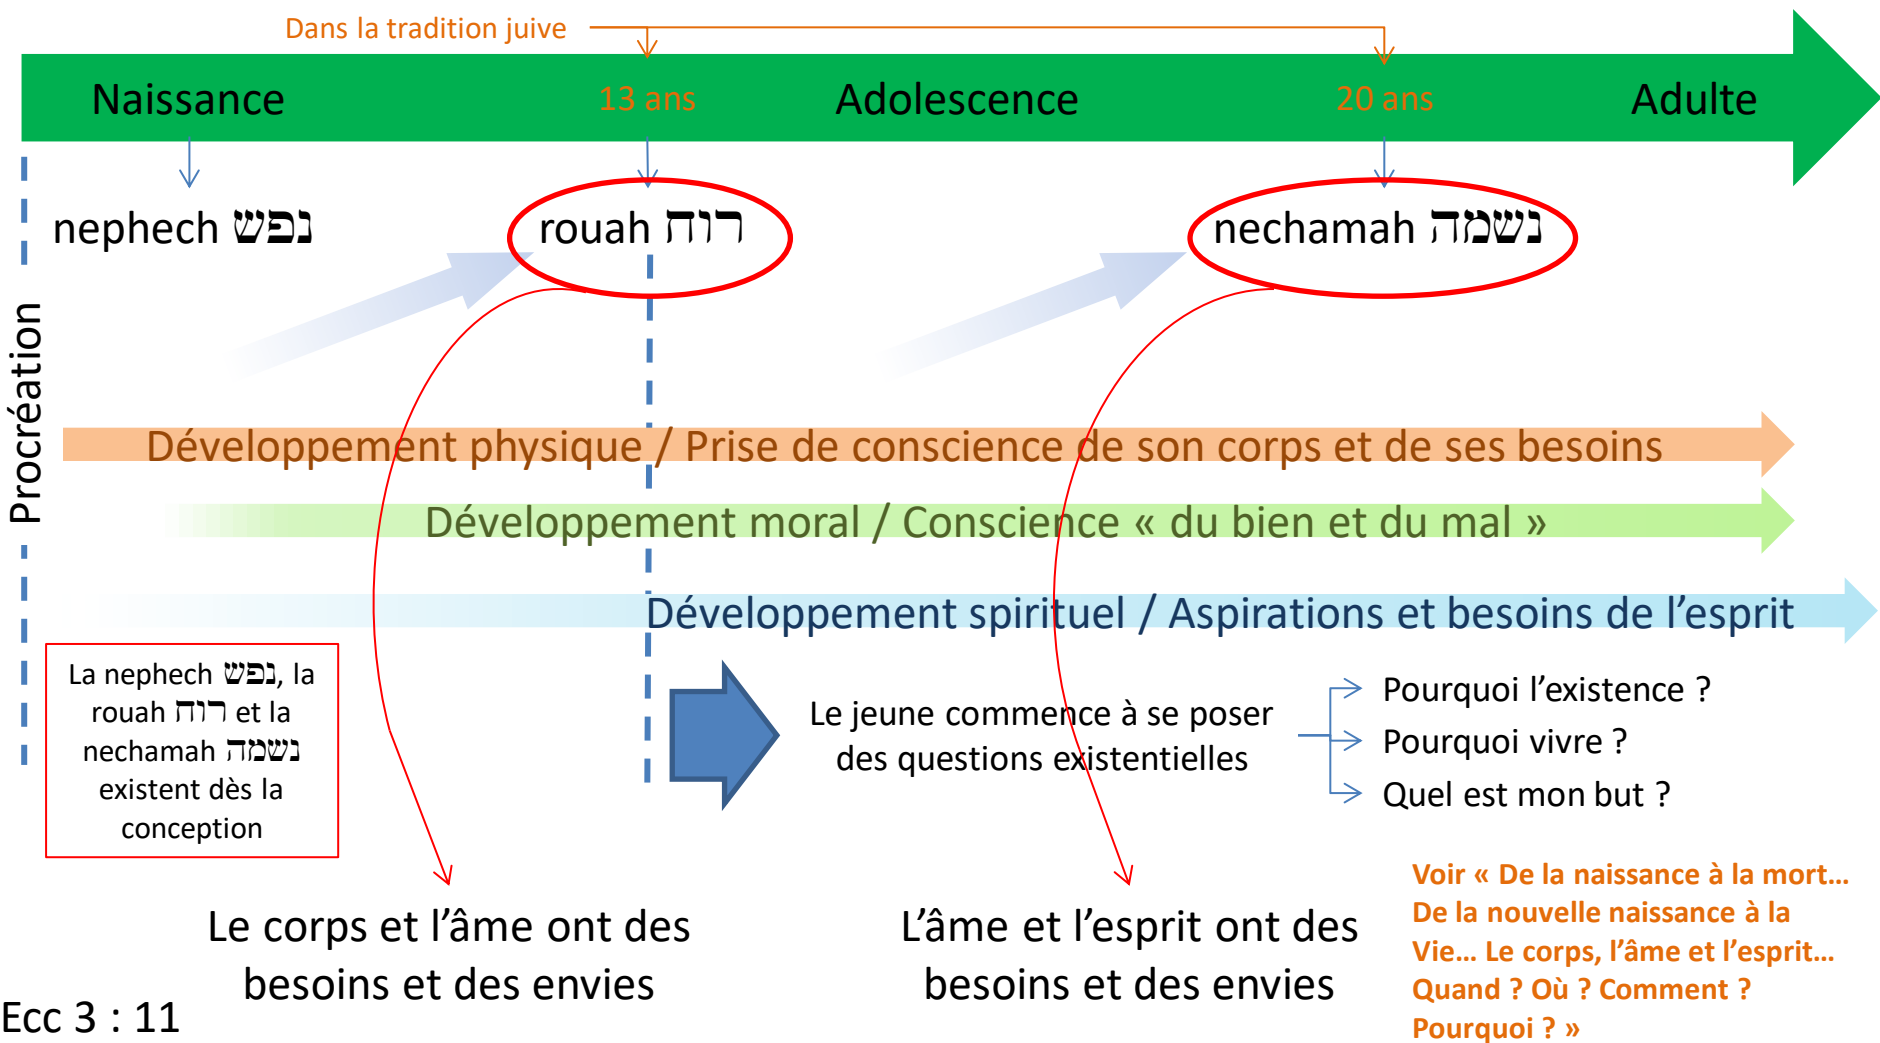 Dans la tradition juive
Naissance
13 ans
Adolescence
20 ans
Adulte
nephech נפש
rouah רוח
nechamah נשמה
Procréation
Développement physique / Prise de conscience de son corps et de ses besoins
Développement moral / Conscience « du bien et du mal »
Développement spirituel / Aspirations et besoins de l’esprit
La nephech נפש, la
rouah רוח et la
nechamah נשמה
existent dès la
conception
Le jeune commence à se poser
des questions existentielles
Pourquoi l’existence ?
Pourquoi vivre ?
Quel est mon but ?
Le corps et l’âme ont des
besoins et des envies
L’âme et l’esprit ont des
besoins et des envies
Voir « De la naissance à la mort…
De la nouvelle naissance à la
Vie… Le corps, l’âme et l’esprit…
Quand ? Où ? Comment ?
Pourquoi ? »
Ecc 3 : 11